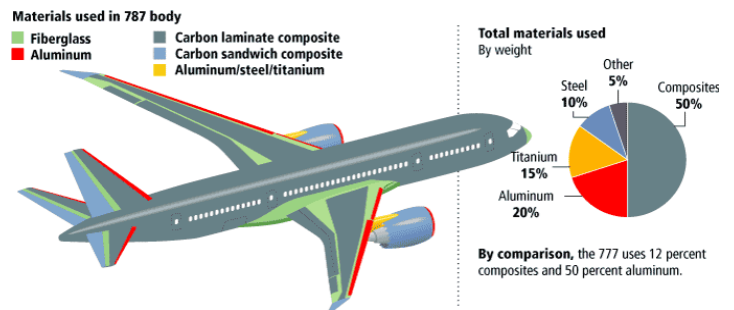 Materials used in 787 body
Fiberglass
Aluminum
Carbon laminate composite
Carbon sandwich composite
Aluminum/steel/titanium
Total materials used
By weight
Other
5%
Steel
10%
Composites
50%
Titanium
15%
Aluminum
20%
By comparison, the 777 uses 12 percent
composites and 50 percent aluminum.